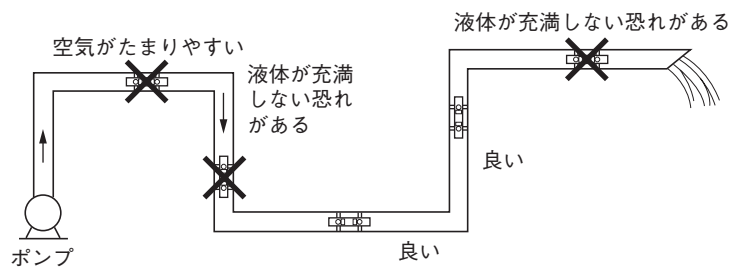 液体が充満しない恐れがある
空気がたまりやすい
液体が充満
しない恐れ
がある
良い
良い
ポンプ